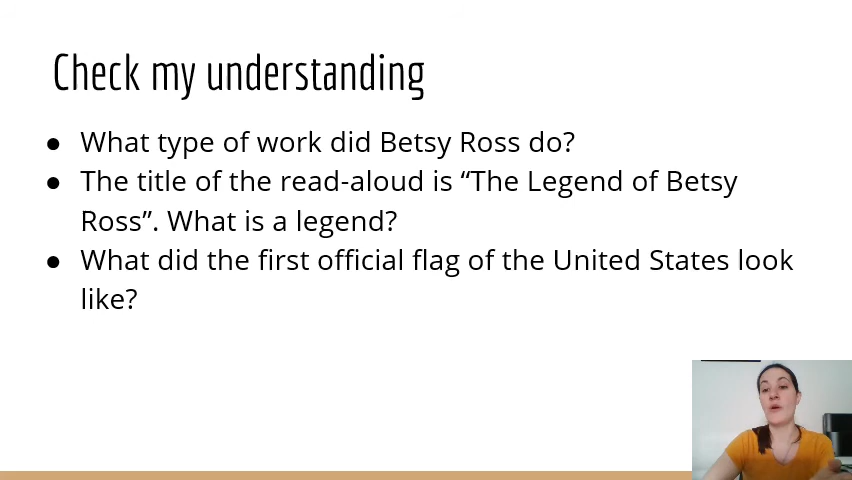 Check my understanding
● What type of work did Betsy Ross do?
● The title of the read-aloud is “The Legend of Betsy
Ross”. What is a legend?
● What did the first official flag of the United States look
like?